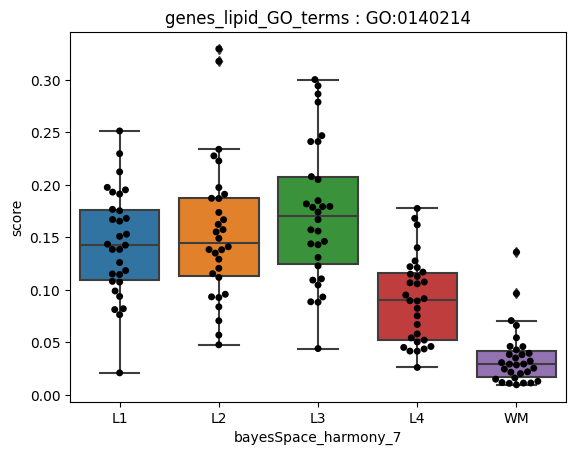 genes_lipid_GO_terms : GO:0140214
score
0.30
0.25
0.20
0.15
0.10
0.05
0.00
L1 L2 L3 L4 WM
bayesSpace_harmony_7